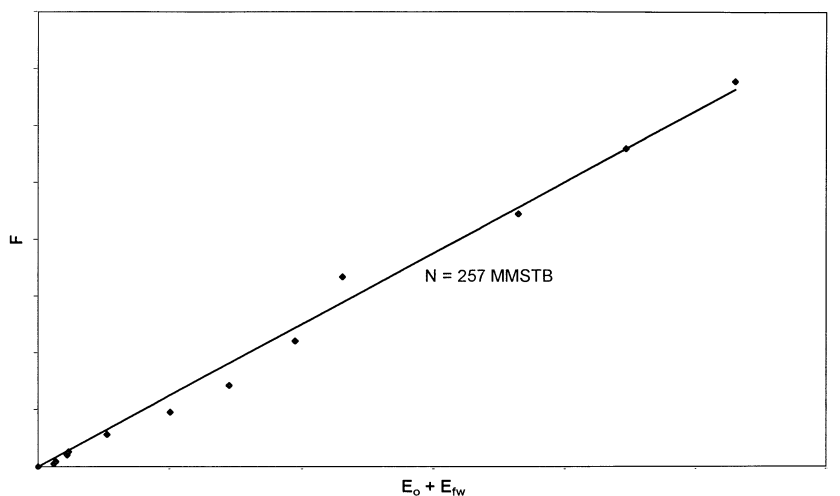 F
N = 257 MMSTB
Eₒ + E_fw